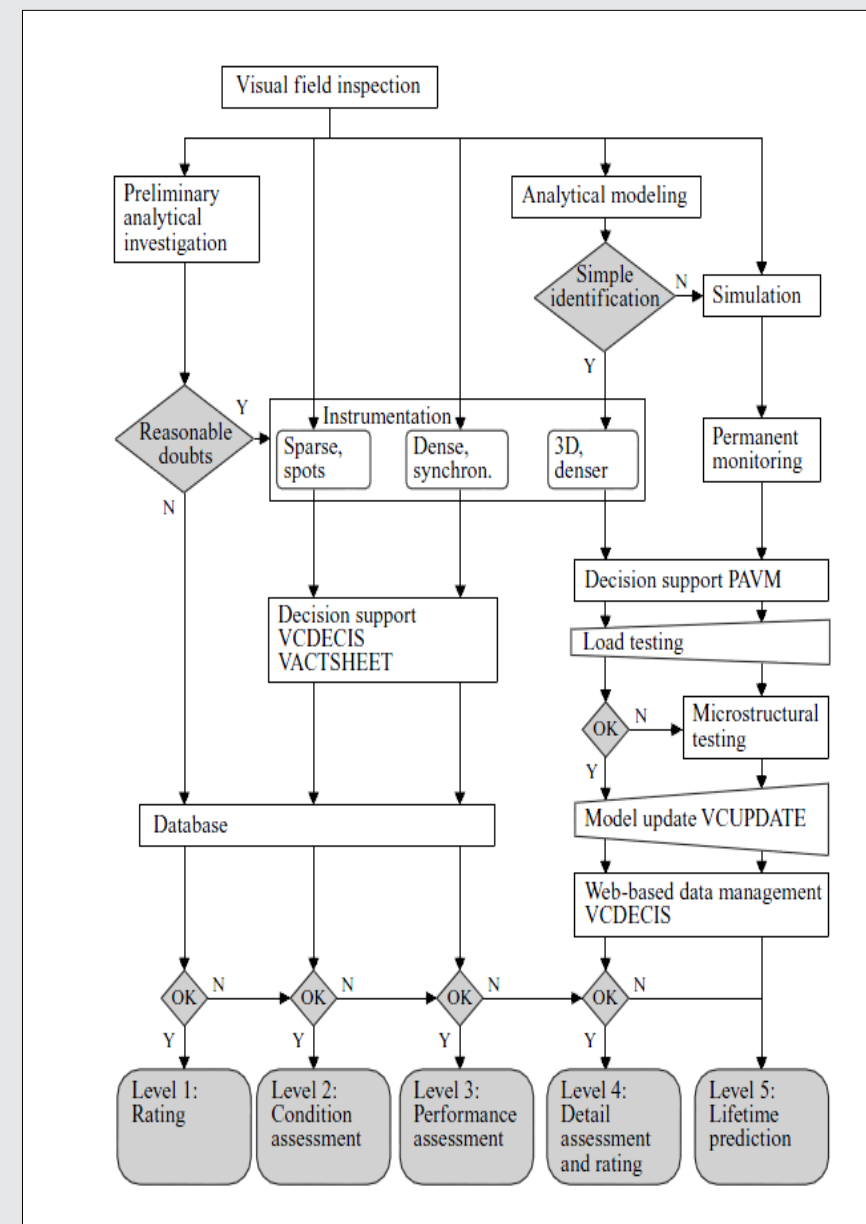 Visual field inspection
Preliminary
analytical
investigation
Analytical modeling
Simple
identification
N
Simulation
Y
Reasonable
doubts
Y
N
Instrumentation
Sparse,
spots
Dense,
synchron.
3D,
denser
Permanent
monitoring
Decision support
VCDECIS
VACTSHEET
Decision support PAVM
Load testing
OK
N
Y
Microstructural
testing
Database
Model update VCUPDATE
Web-based data management
VCDECIS
OK
N
Y
OK
N
Y
OK
N
Y
OK
N
Y
Level 1:
Rating
Level 2:
Condition
assessment
Level 3:
Performance
assessment
Level 4:
Detail
assessment
and rating
Level 5:
Lifetime
prediction